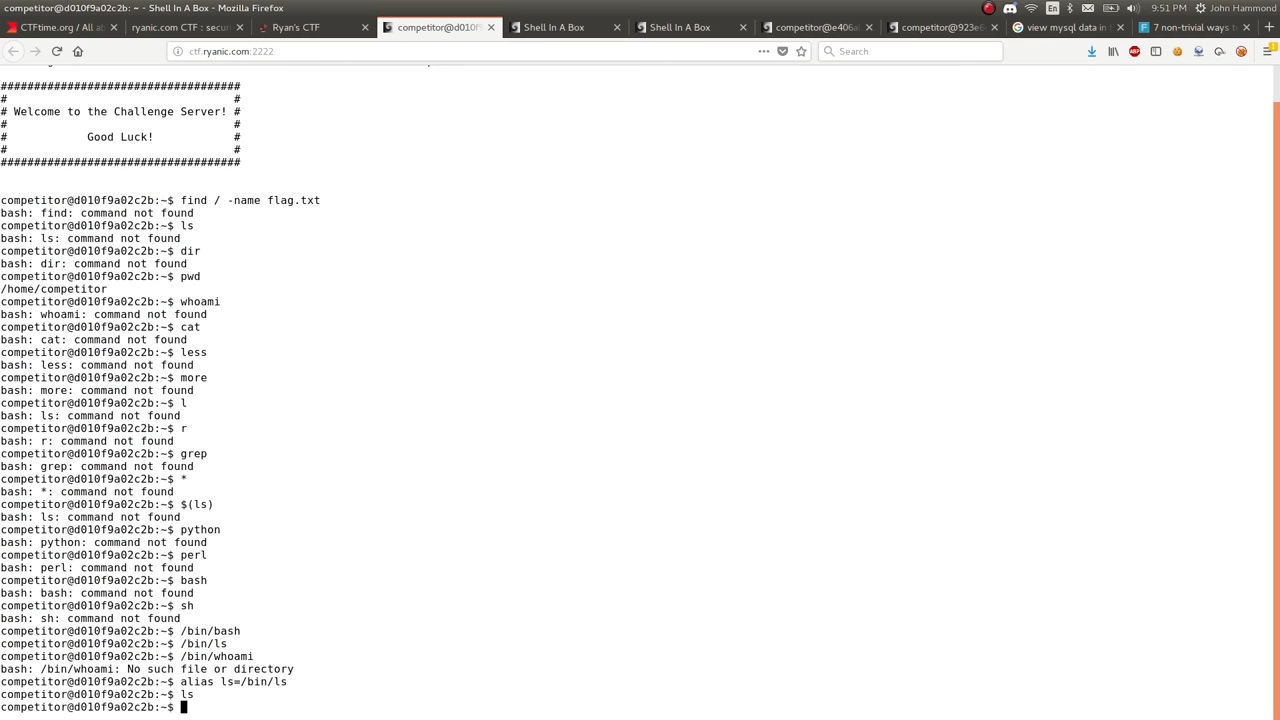 competitor@d010f9a02c2b: ~ - Shell In A Box - Mozilla Firefox
En
9:51 PM
John Hammond
CTFtime.org / All ab
ryanic.com CTF : secur
Ryan's CTF
competitor@d010f9
Shell In A Box
Shell In A Box
competitor@e406a
competitor@923e6
view mysql data in
7 non-trivial ways t
ctf.ryanic.com:2222
Search
ABP
####################################
# #
# Welcome to the Challenge Server! #
# #
# Good Luck! #
# #
####################################
competitor@d010f9a02c2b:~$ find / -name flag.txt
bash: find: command not found
competitor@d010f9a02c2b:~$ ls
bash: ls: command not found
competitor@d010f9a02c2b:~$ dir
bash: dir: command not found
competitor@d010f9a02c2b:~$ pwd
/home/competitor
competitor@d010f9a02c2b:~$ whoami
bash: whoami: command not found
competitor@d010f9a02c2b:~$ cat
bash: cat: command not found
competitor@d010f9a02c2b:~$ less
bash: less: command not found
competitor@d010f9a02c2b:~$ more
bash: more: command not found
competitor@d010f9a02c2b:~$ l
bash: ls: command not found
competitor@d010f9a02c2b:~$ r
bash: r: command not found
competitor@d010f9a02c2b:~$ grep
bash: grep: command not found
competitor@d010f9a02c2b:~$ *
bash: *: command not found
competitor@d010f9a02c2b:~$ $(ls)
bash: ls: command not found
competitor@d010f9a02c2b:~$ python
bash: python: command not found
competitor@d010f9a02c2b:~$ perl
bash: perl: command not found
competitor@d010f9a02c2b:~$ bash
bash: bash: command not found
competitor@d010f9a02c2b:~$ sh
bash: sh: command not found
competitor@d010f9a02c2b:~$ /bin/bash
competitor@d010f9a02c2b:~$ /bin/ls
competitor@d010f9a02c2b:~$ /bin/whoami
bash: /bin/whoami: No such file or directory
competitor@d010f9a02c2b:~$ alias ls=/bin/ls
competitor@d010f9a02c2b:~$ ls
competitor@d010f9a02c2b:~$